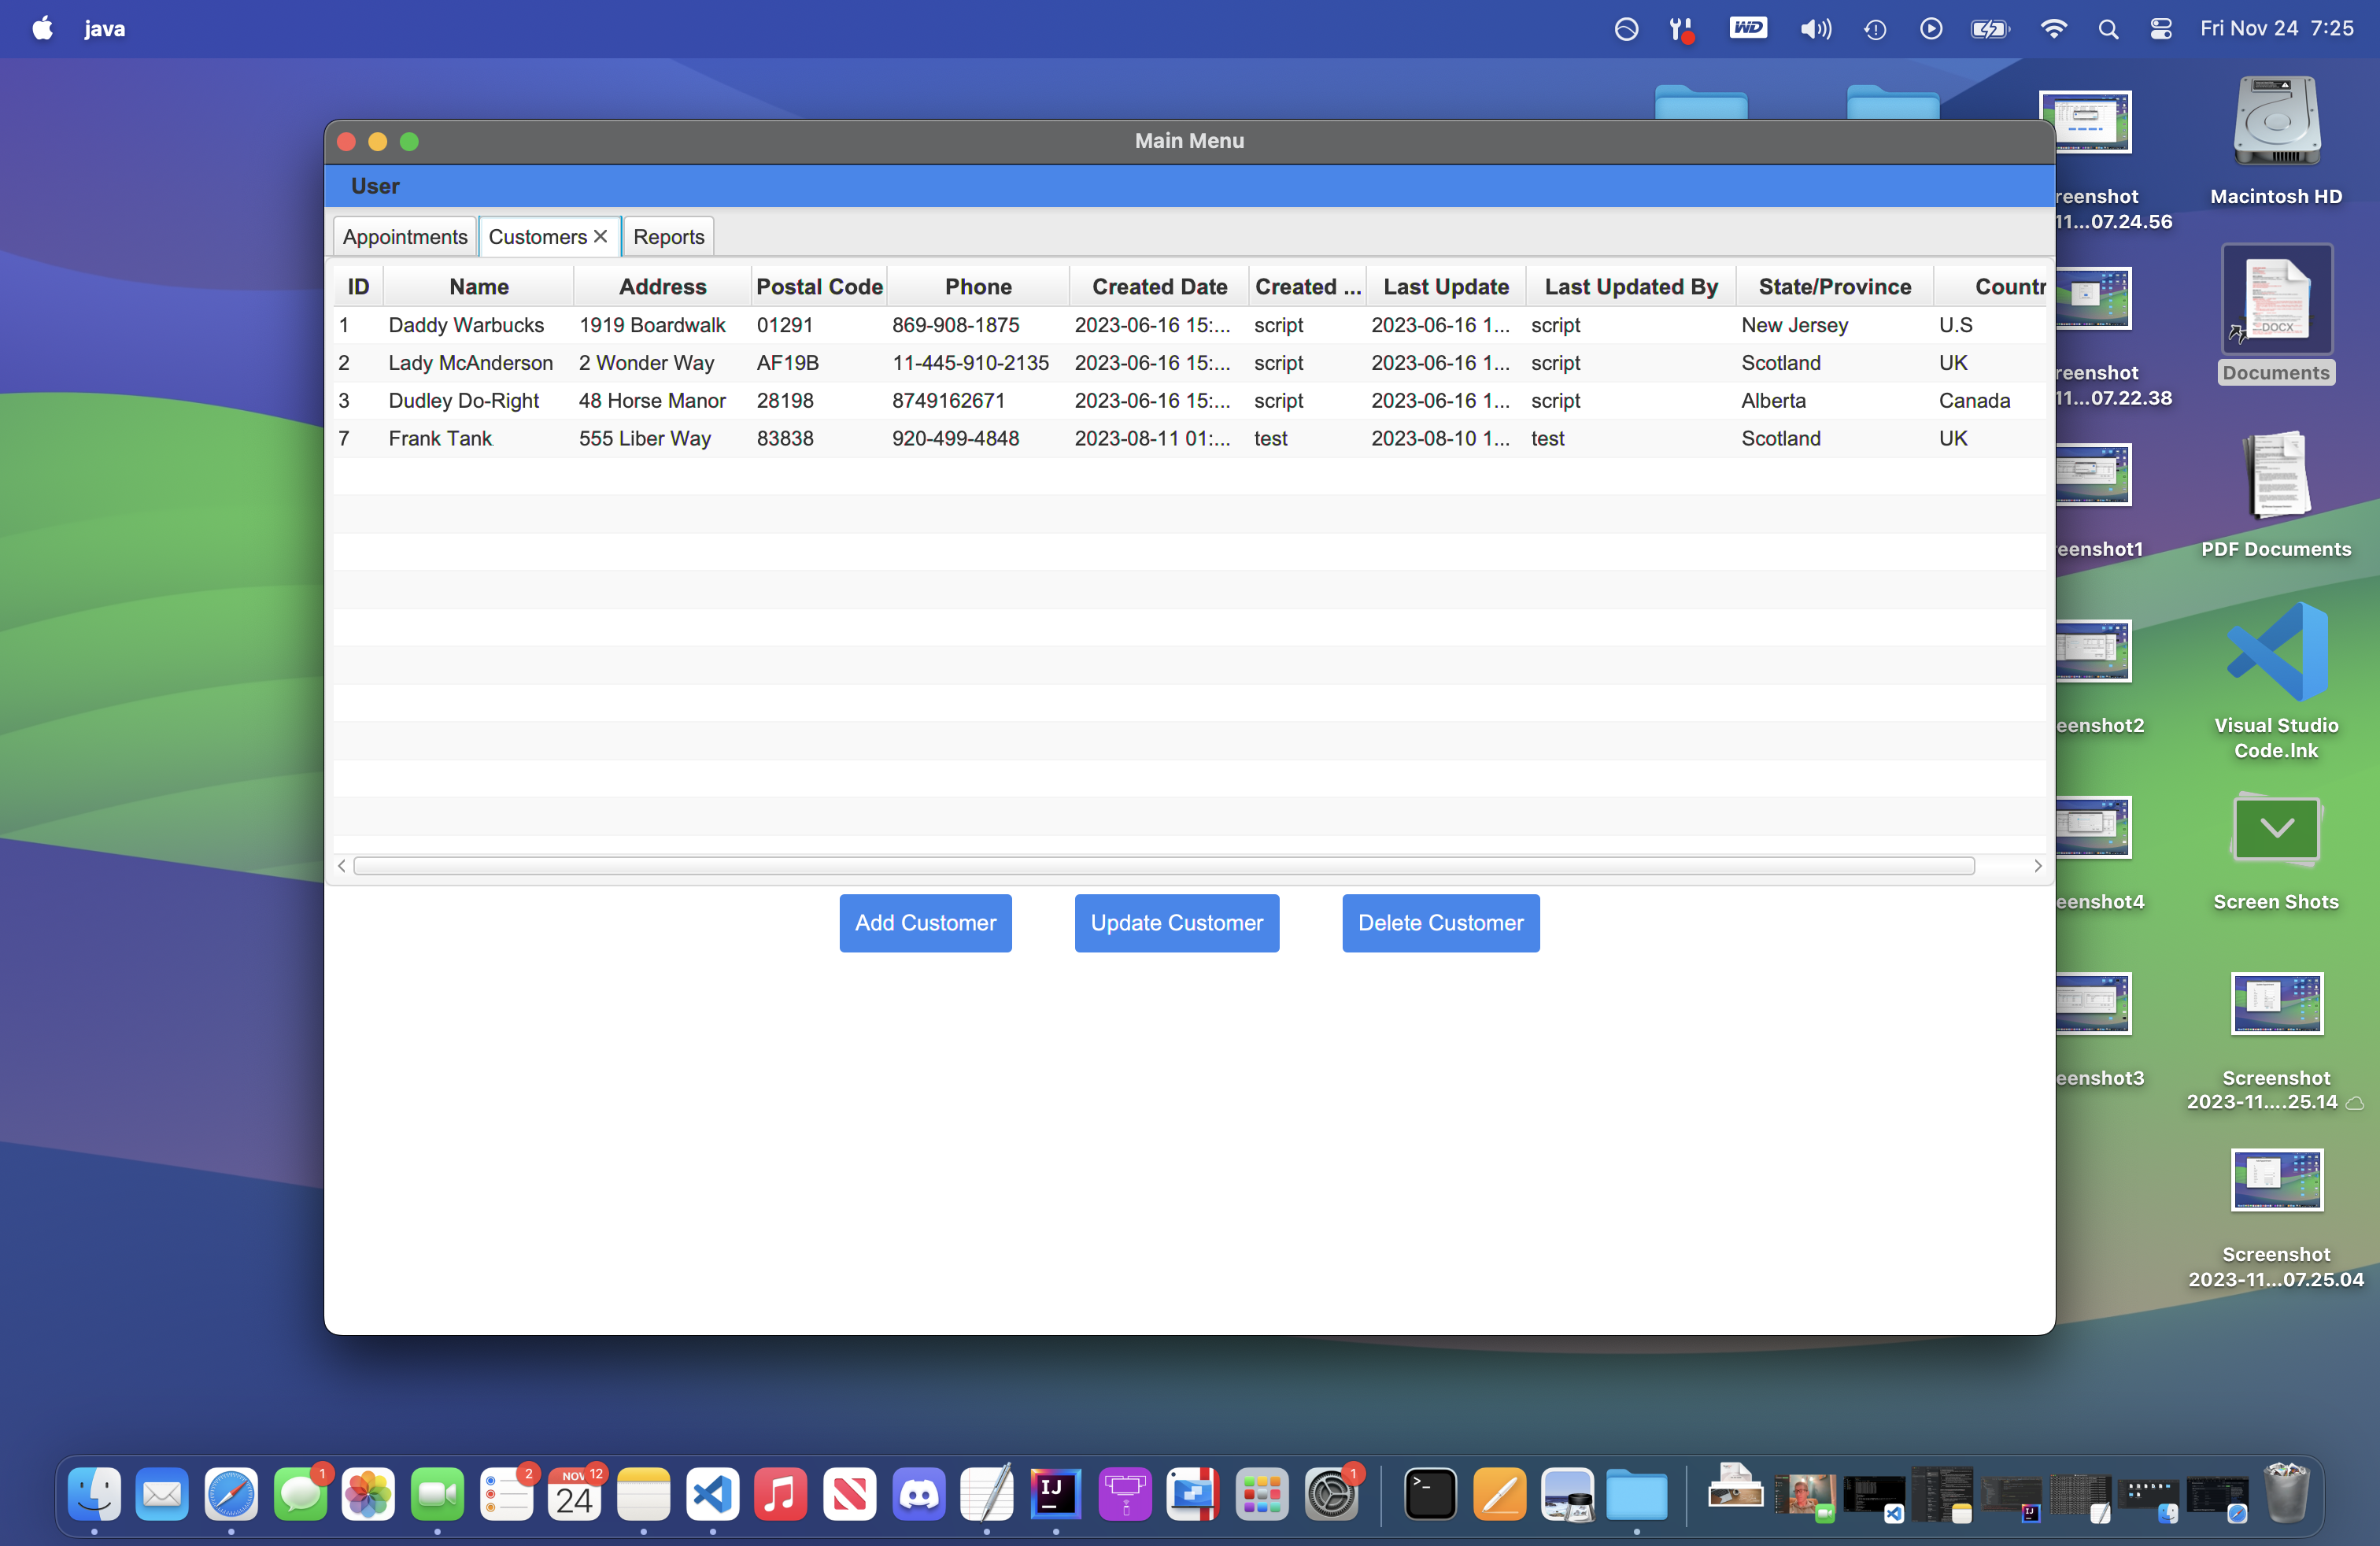 java
WD
Fri Nov 24 7:25
Main Menu
User
Appointments Customers Reports
ID Name Address Postal Code Phone Created Date Created ... Last Update Last Updated By State/Province Countr
1 Daddy Warbucks 1919 Boardwalk 01291 869-908-1875 2023-06-16 15:... script 2023-06-16 1... script New Jersey U.S
2 Lady McAnderson 2 Wonder Way AF19B 11-445-910-2135 2023-06-16 15:... script 2023-06-16 1... script Scotland UK
3 Dudley Do-Right 48 Horse Manor 28198 8749162671 2023-06-16 15:... script 2023-06-16 1... script Alberta Canada
7 Frank Tank 555 Liber Way 83838 920-499-4848 2023-08-11 01:... test 2023-08-10 1... test Scotland UK
Add Customer Update Customer Delete Customer
reenshot
11...07.24.56
reenshot
11...07.22.38
reenshot1
eenshot2
eenshot4
eenshot3
Macintosh HD
DOCX
Documents
PDF Documents
Visual Studio
Code.lnk
Screen Shots
Screenshot
2023-11....25.14
Screenshot
2023-11...07.25.04
1
2
NOV 12
24
IJ
1
>_